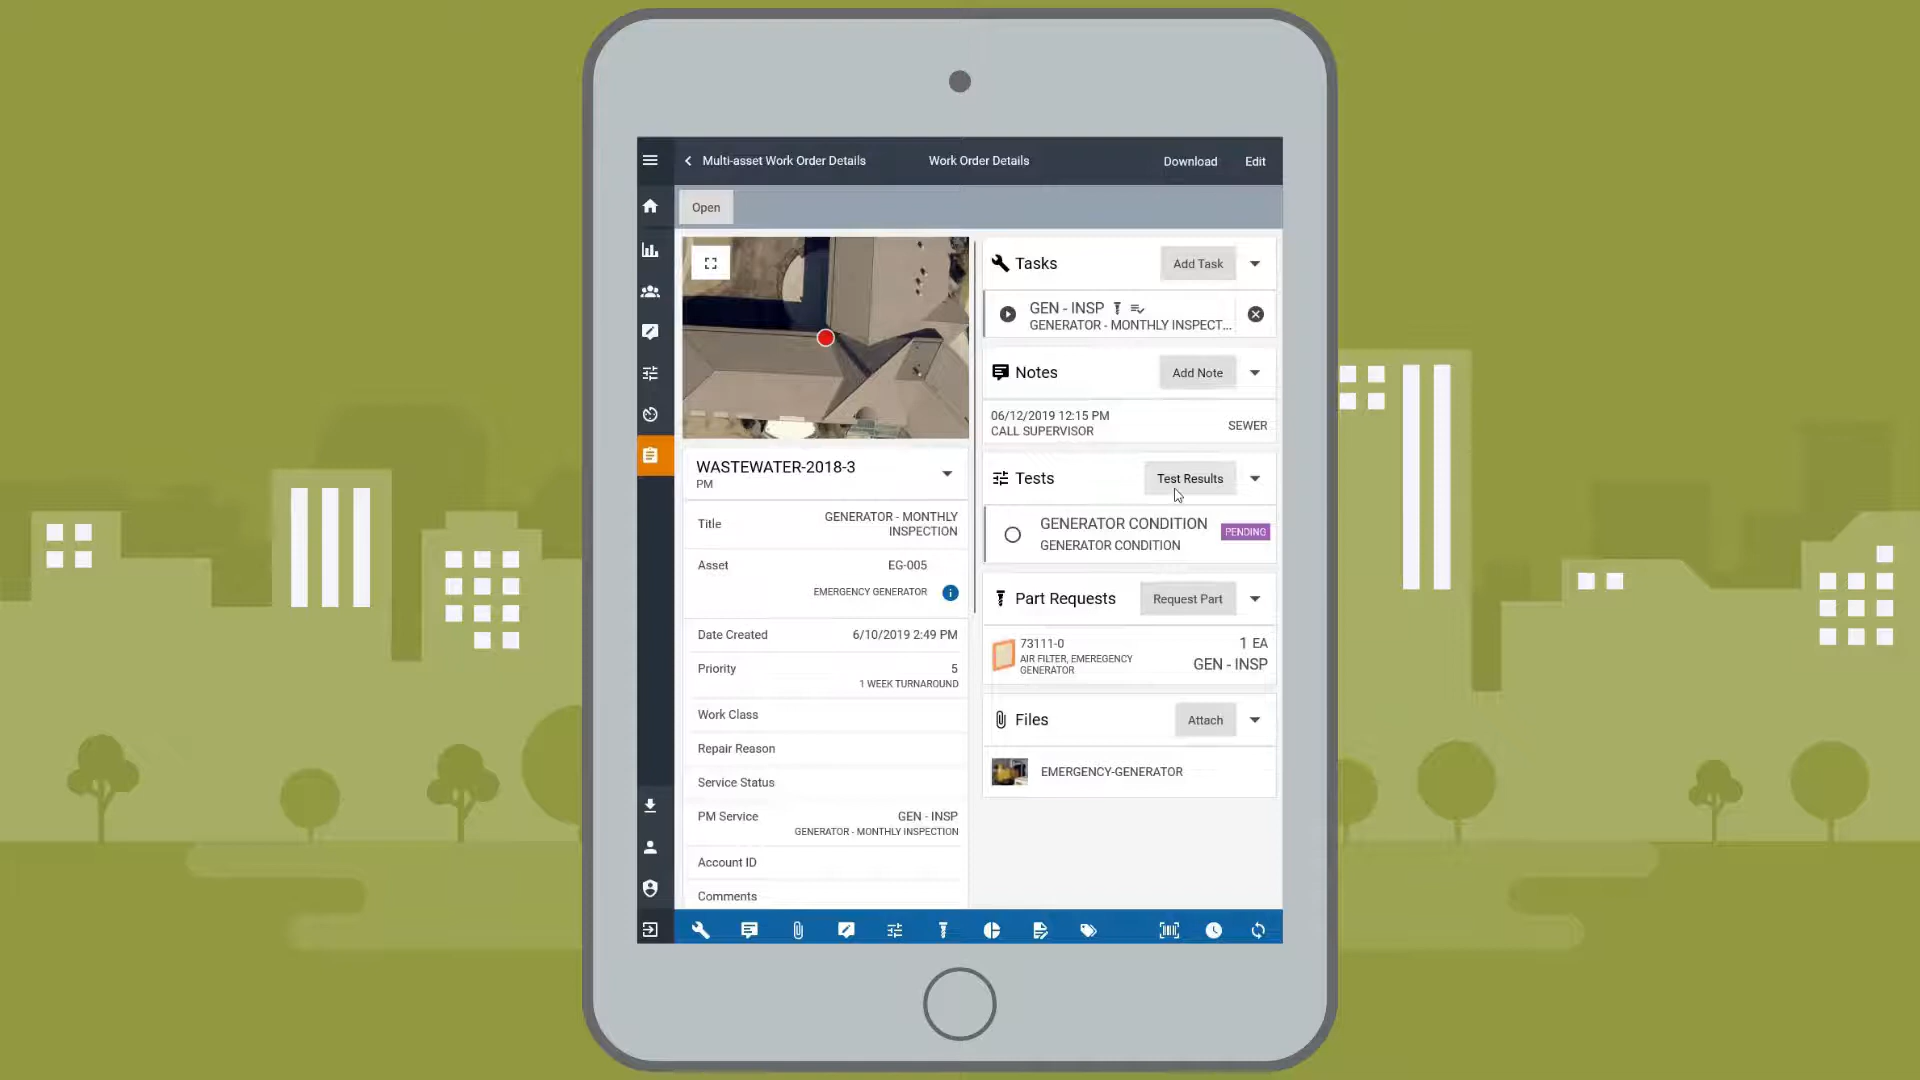 Multi-asset Work Order Details
Work Order Details
Download
Edit
Open
WASTEWATER-2018-3
PM
Title
GENERATOR - MONTHLY
INSPECTION
Asset
EG-005
EMERGENCY GENERATOR
Date Created
6/10/2019 2:49 PM
Priority
5
1 WEEK TURNAROUND
Work Class
Repair Reason
Service Status
PM Service
GEN - INSP
GENERATOR - MONTHLY INSPECTION
Account ID
Comments
Tasks
Add Task
GEN - INSP
GENERATOR - MONTHLY INSPECT...
Notes
Add Note
06/12/2019 12:15 PM
CALL SUPERVISOR
SEWER
Tests
Test Results
GENERATOR CONDITION
GENERATOR CONDITION
PENDING
Part Requests
Request Part
73111-0
AIR FILTER, EMEREGENCY
GENERATOR
1 EA
GEN - INSP
Files
Attach
EMERGENCY-GENERATOR